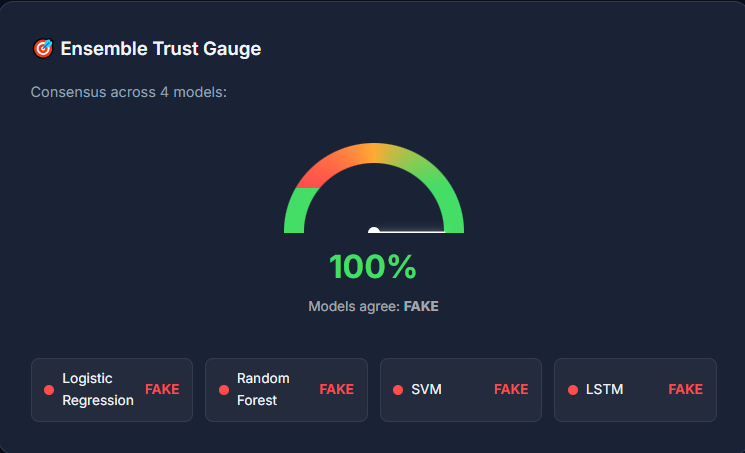 🎯 Ensemble Trust Gauge
Consensus across 4 models:
100%
Models agree: FAKE
Logistic
Regression
FAKE
Random
Forest
FAKE
SVM
FAKE
LSTM
FAKE